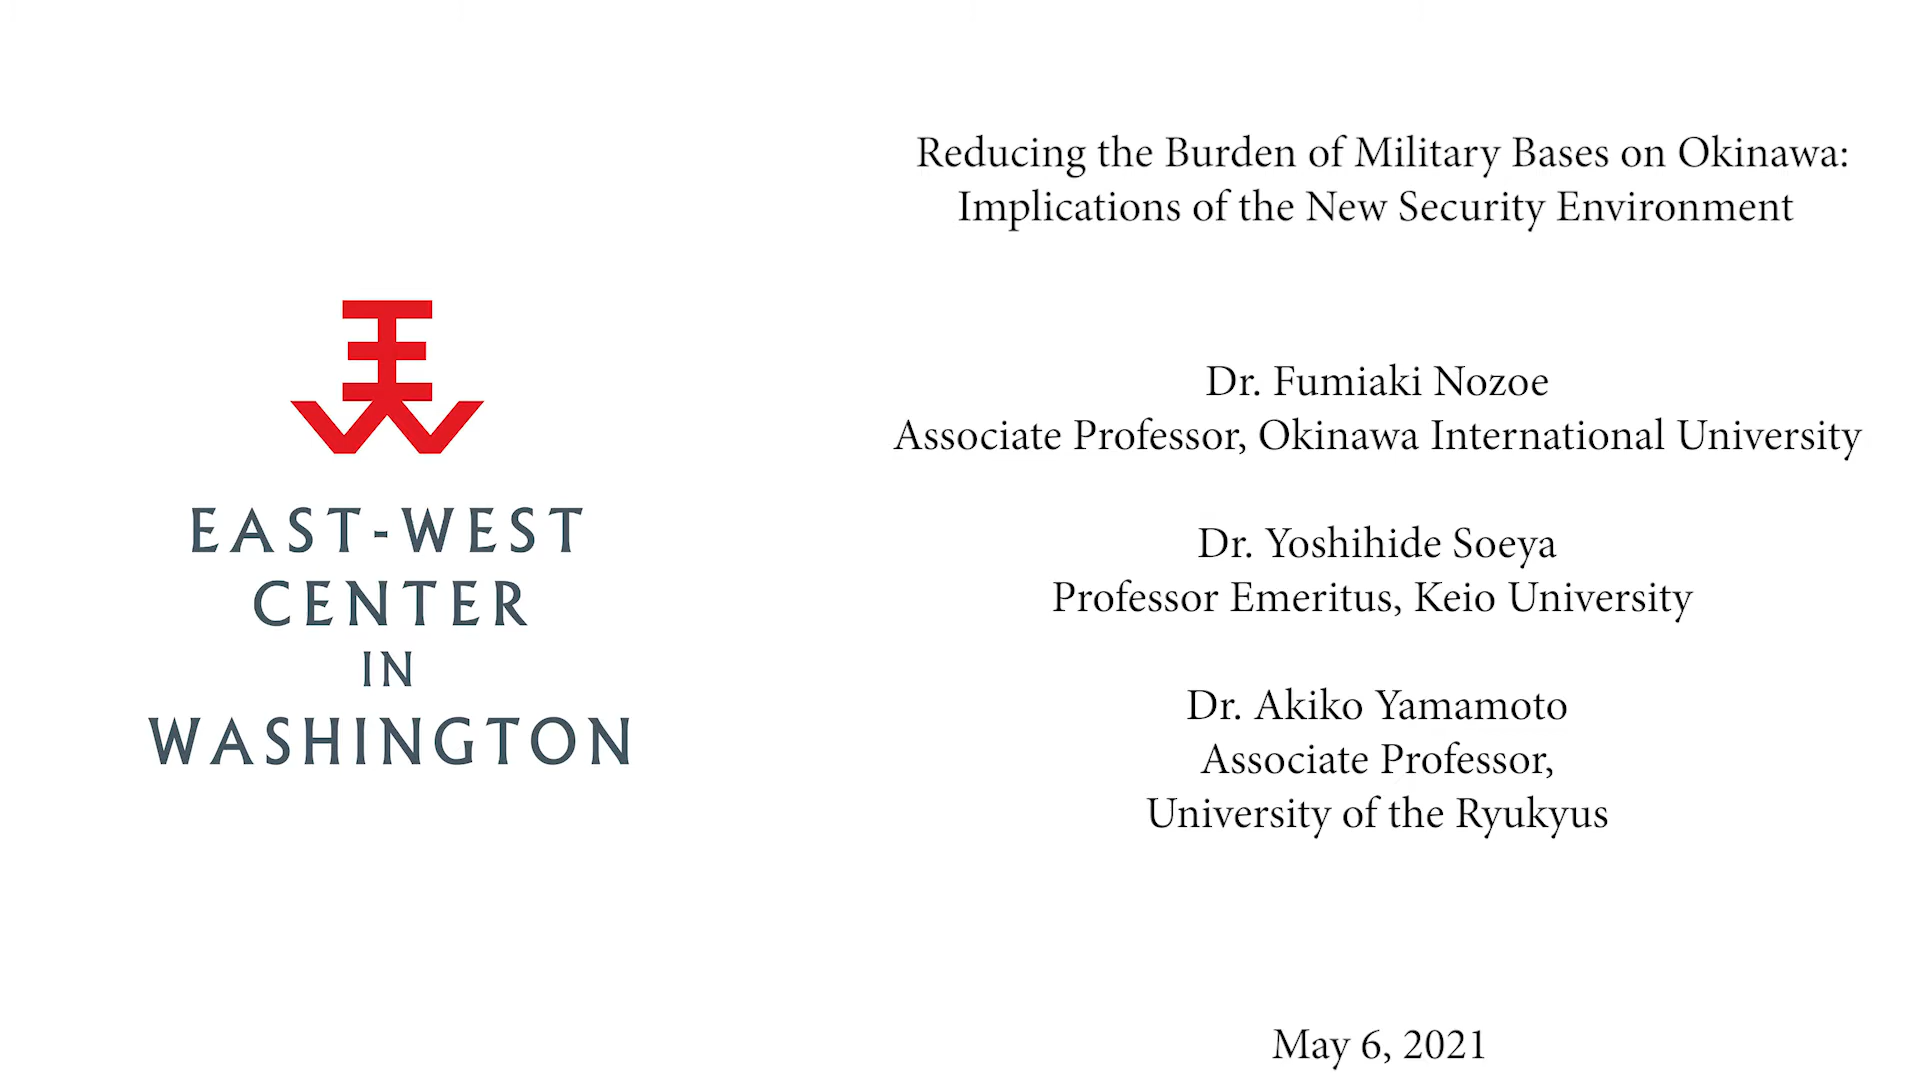 EAST-WEST
CENTER
IN
WASHINGTON
Reducing the Burden of Military Bases on Okinawa:
Implications of the New Security Environment
Dr. Fumiaki Nozoe
Associate Professor, Okinawa International University
Dr. Yoshihide Soeya
Professor Emeritus, Keio University
Dr. Akiko Yamamoto
Associate Professor,
University of the Ryukyus
May 6, 2021